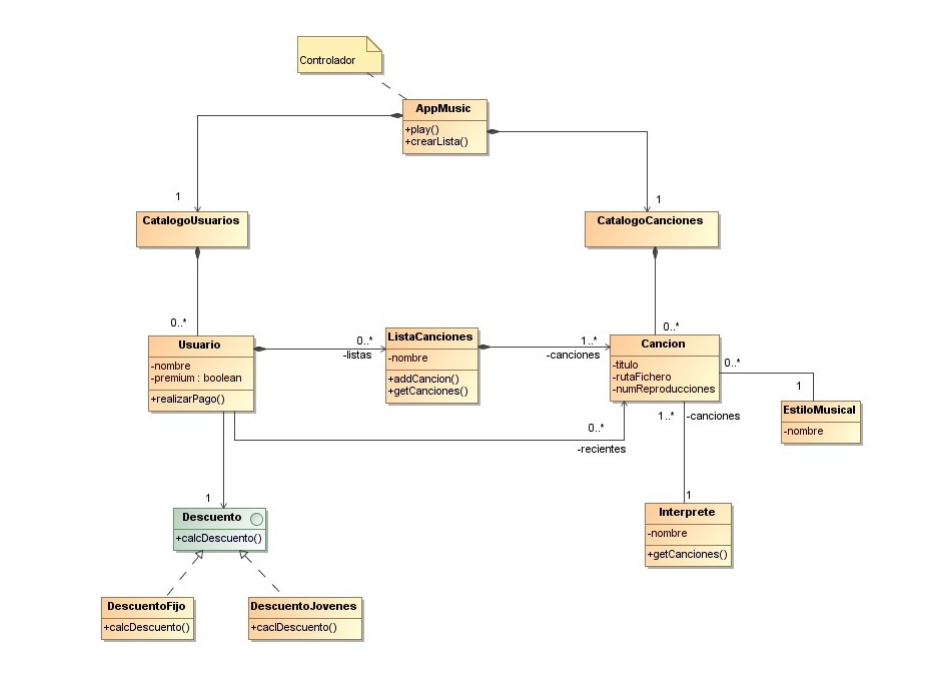 Controlador
AppMusic
+play()
+crearLista()
1
1
CatalogoUsuarios
CatalogoCanciones
0..*
0..*
Usuario
-nombre
-premium : boolean
+realizarPago()
0..*
-listas
ListaCanciones
-nombre
+addCancion()
+getCanciones()
1..*
-canciones
Cancion
-titulo
-rutaFichero
-numReproducciones
0..*
1
EstiloMusical
-nombre
1..*
-canciones
0..*
-recientes
1
1
Descuento
+calcDescuento()
Interprete
-nombre
+getCanciones()
DescuentoFijo
+calcDescuento()
DescuentoJovenes
+caclDescuento()